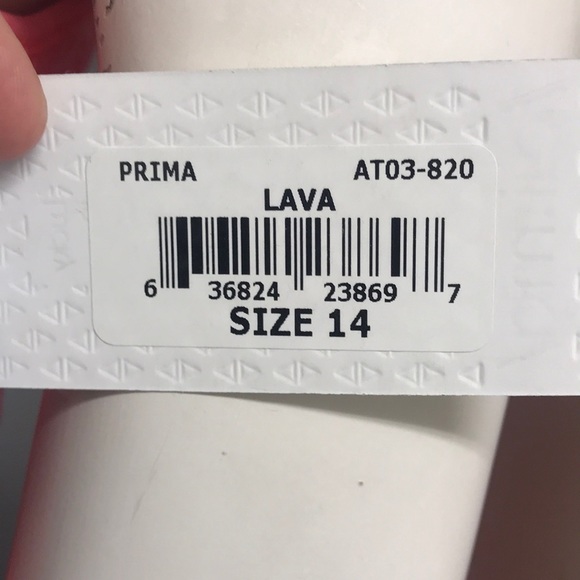 PRIMA AT03-820
LAVA
6 36824 23869 7
SIZE 14